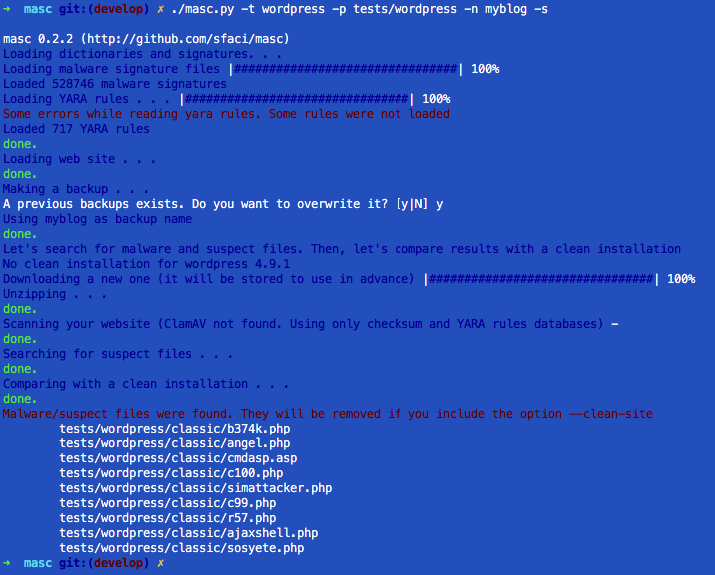 → masc git:(develop) ✗ ./masc.py -t wordpress -p tests/wordpress -n myblog -s
masc 0.2.2 (http://github.com/sfaci/masc)
Loading dictionaries and signatures. . .
Loading malware signature files |################################| 100%
Loaded 528746 malware signatures
Loading YARA rules . . . |################################| 100%
Some errors while reading yara rules. Some rules were not loaded
Loaded 717 YARA rules
done.
Loading web site . . .
done.
Making a backup . . .
A previous backups exists. Do you want to overwrite it? [y|N] y
Using myblog as backup name
done.
Let's search for malware and suspect files. Then, let's compare results with a clean installation
No clean installation for wordpress 4.9.1
Downloading a new one (it will be stored to use in advance) |################################| 100%
Unzipping . . .
done.
Scanning your website (ClamAV not found. Using only checksum and YARA rules databases) -
done.
Searching for suspect files . . .
done.
Comparing with a clean installation . . .
done.
Malware/suspect files were found. They will be removed if you include the option --clean-site
tests/wordpress/classic/b374k.php
tests/wordpress/classic/angel.php
tests/wordpress/classic/cmdasp.asp
tests/wordpress/classic/c100.php
tests/wordpress/classic/simattacker.php
tests/wordpress/classic/c99.php
tests/wordpress/classic/r57.php
tests/wordpress/classic/ajaxshell.php
tests/wordpress/classic/sosyete.php
→ masc git:(develop) ✗